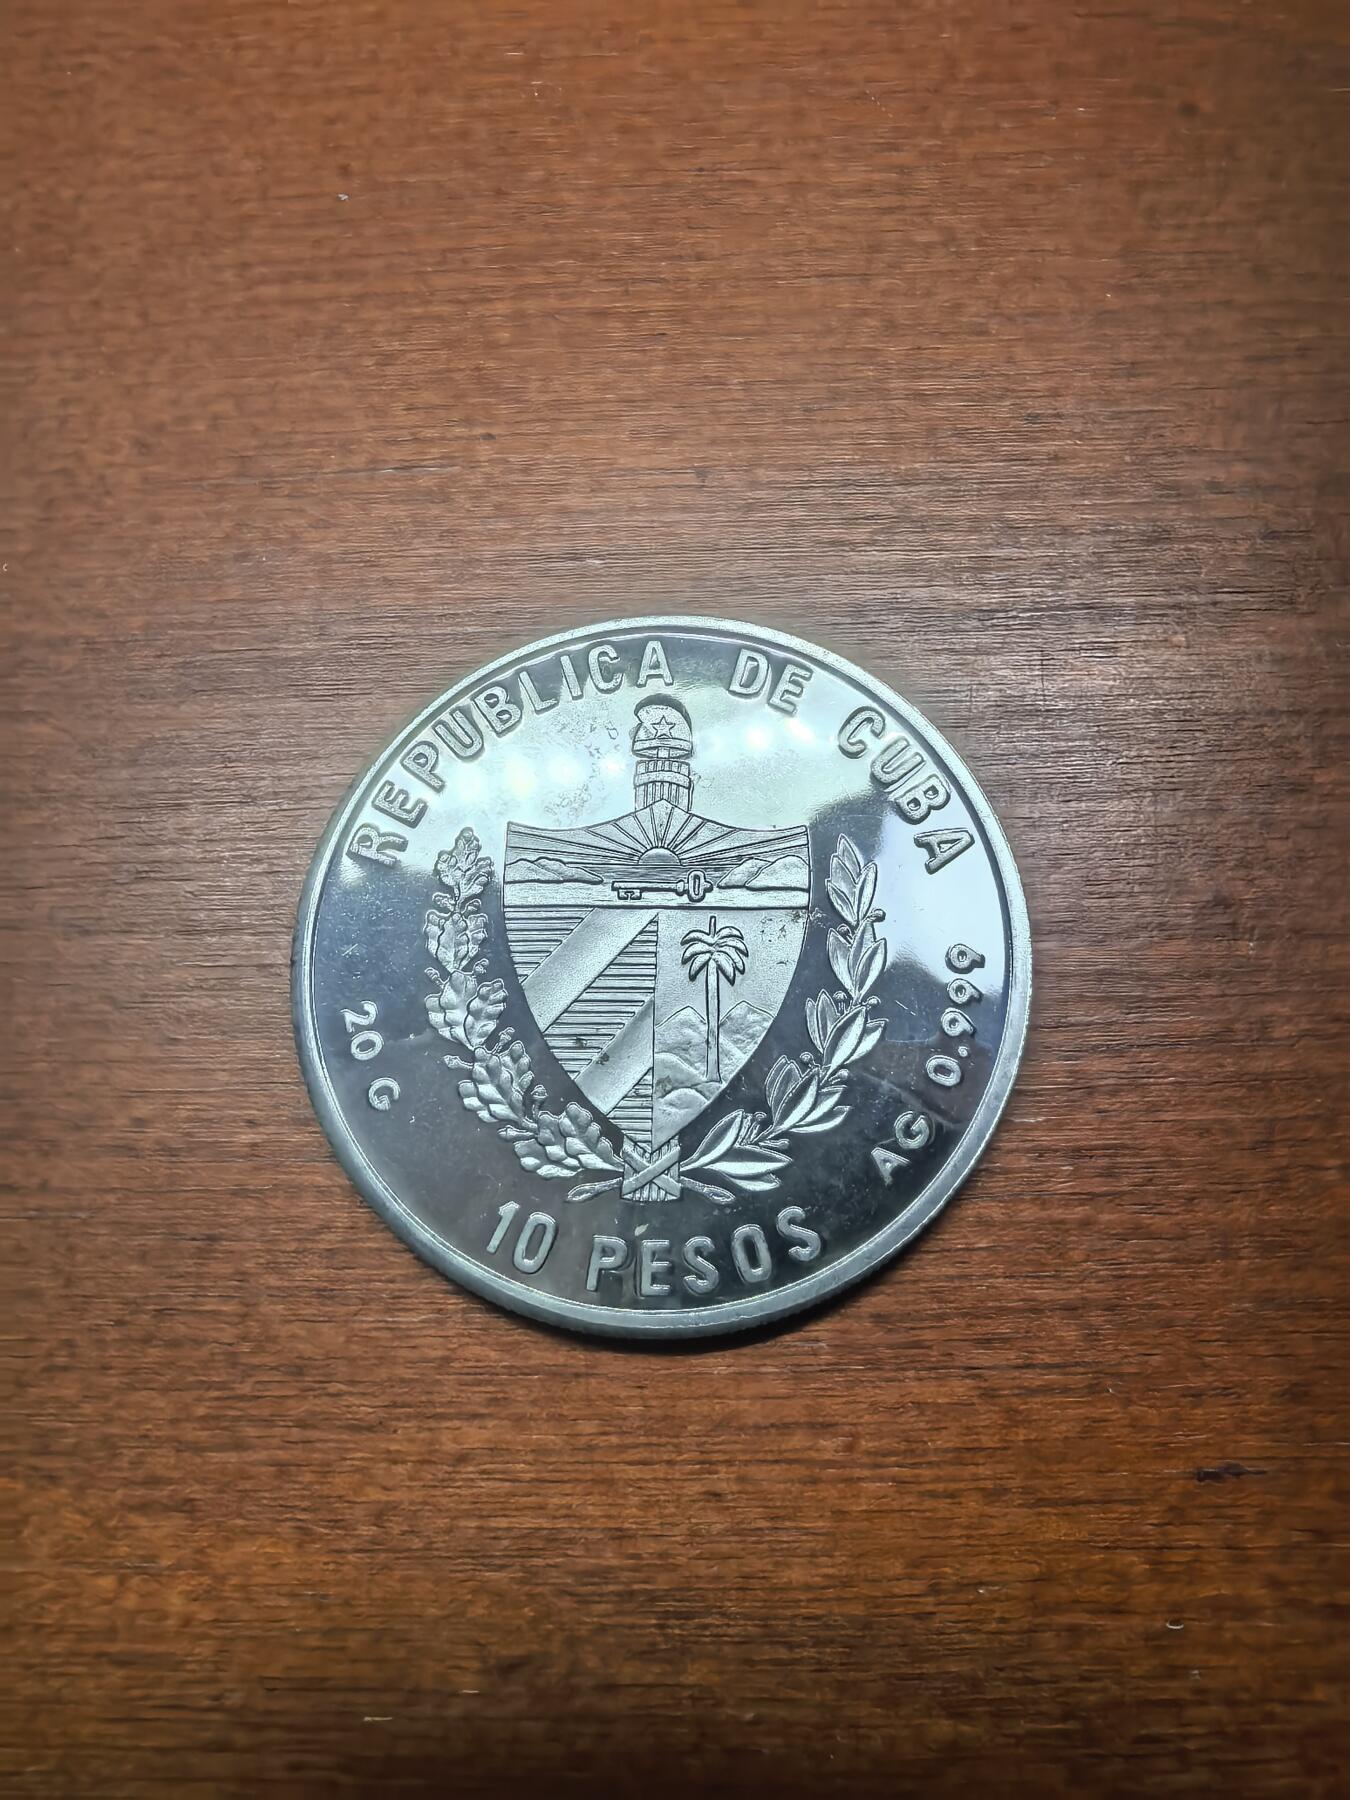 REPUBLICA DE CUBA
20 G
AG 0.999
10 PESOS